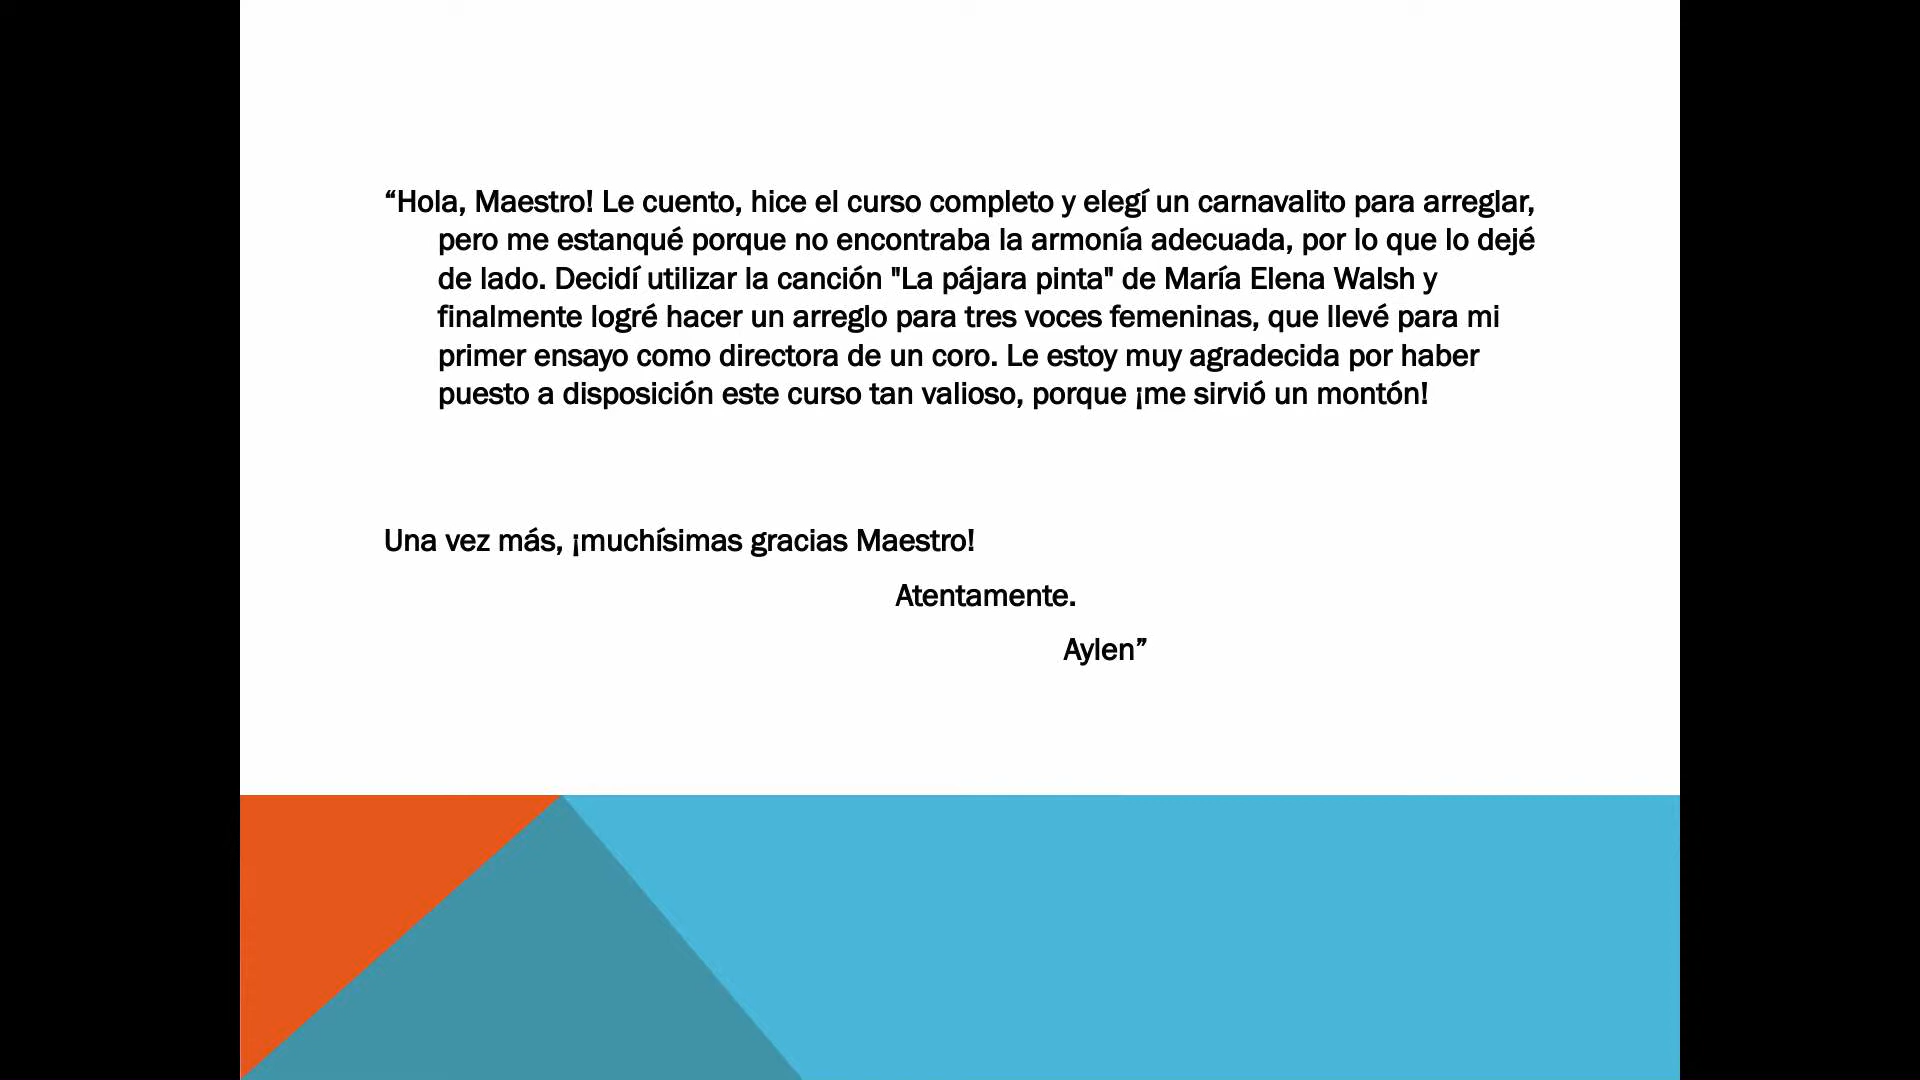 “Hola, Maestro! Le cuento, hice el curso completo y elegí un carnavalito para arreglar,
pero me estanqué porque no encontraba la armonía adecuada, por lo que lo dejé
de lado. Decidí utilizar la canción "La pájara pinta" de María Elena Walsh y
finalmente logré hacer un arreglo para tres voces femeninas, que llevé para mi
primer ensayo como directora de un coro. Le estoy muy agradecida por haber
puesto a disposición este curso tan valioso, porque ¡me sirvió un montón!
Una vez más, ¡muchísimas gracias Maestro!
Atentamente.
Aylen”